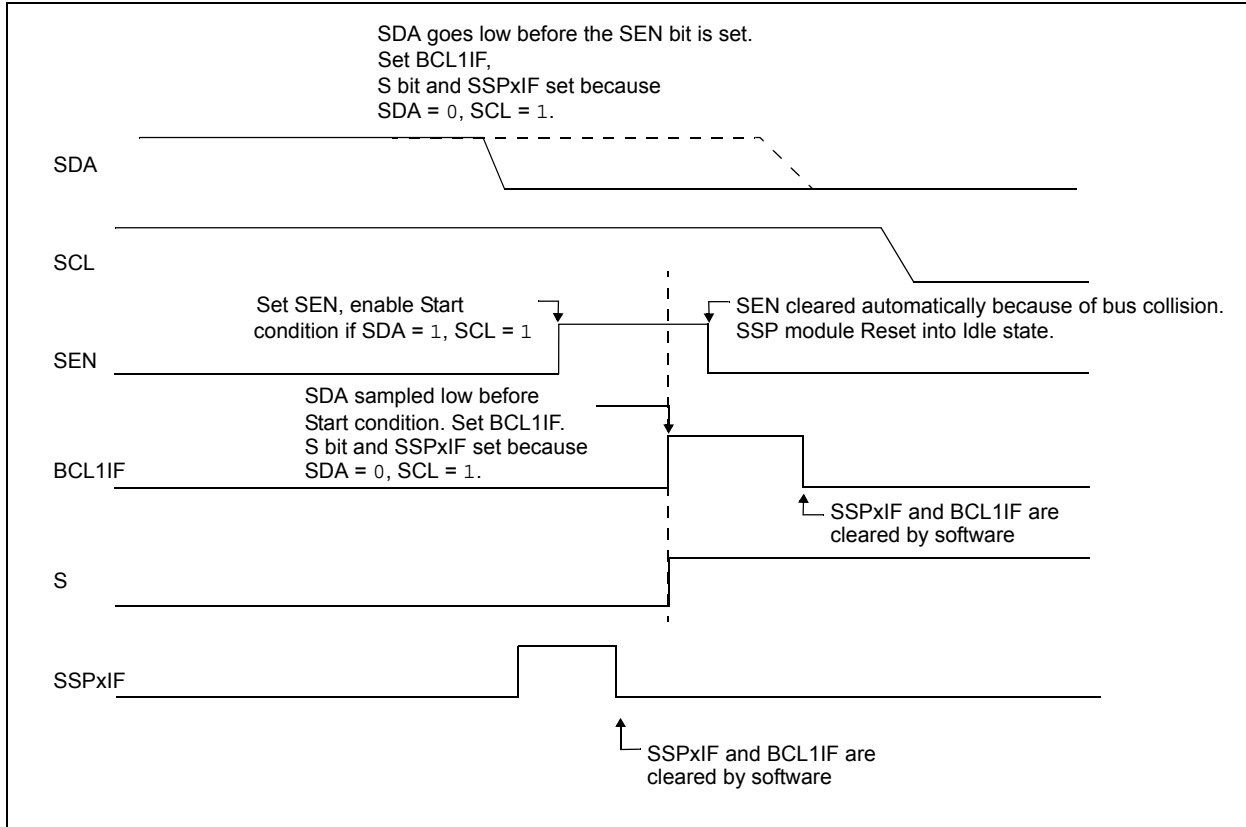 SDA goes low before the SEN bit is set.
Set BCL1IF,
S bit and SSPxIF set because
SDA = 0, SCL = 1.
SDA
SCL
Set SEN, enable Start
condition if SDA = 1, SCL = 1
SEN cleared automatically because of bus collision.
SSP module Reset into Idle state.
SEN
SDA sampled low before
Start condition. Set BCL1IF.
S bit and SSPxIF set because
SDA = 0, SCL = 1.
BCL1IF
SSPxIF and BCL1IF are
cleared by software
S
SSPxIF
SSPxIF and BCL1IF are
cleared by software